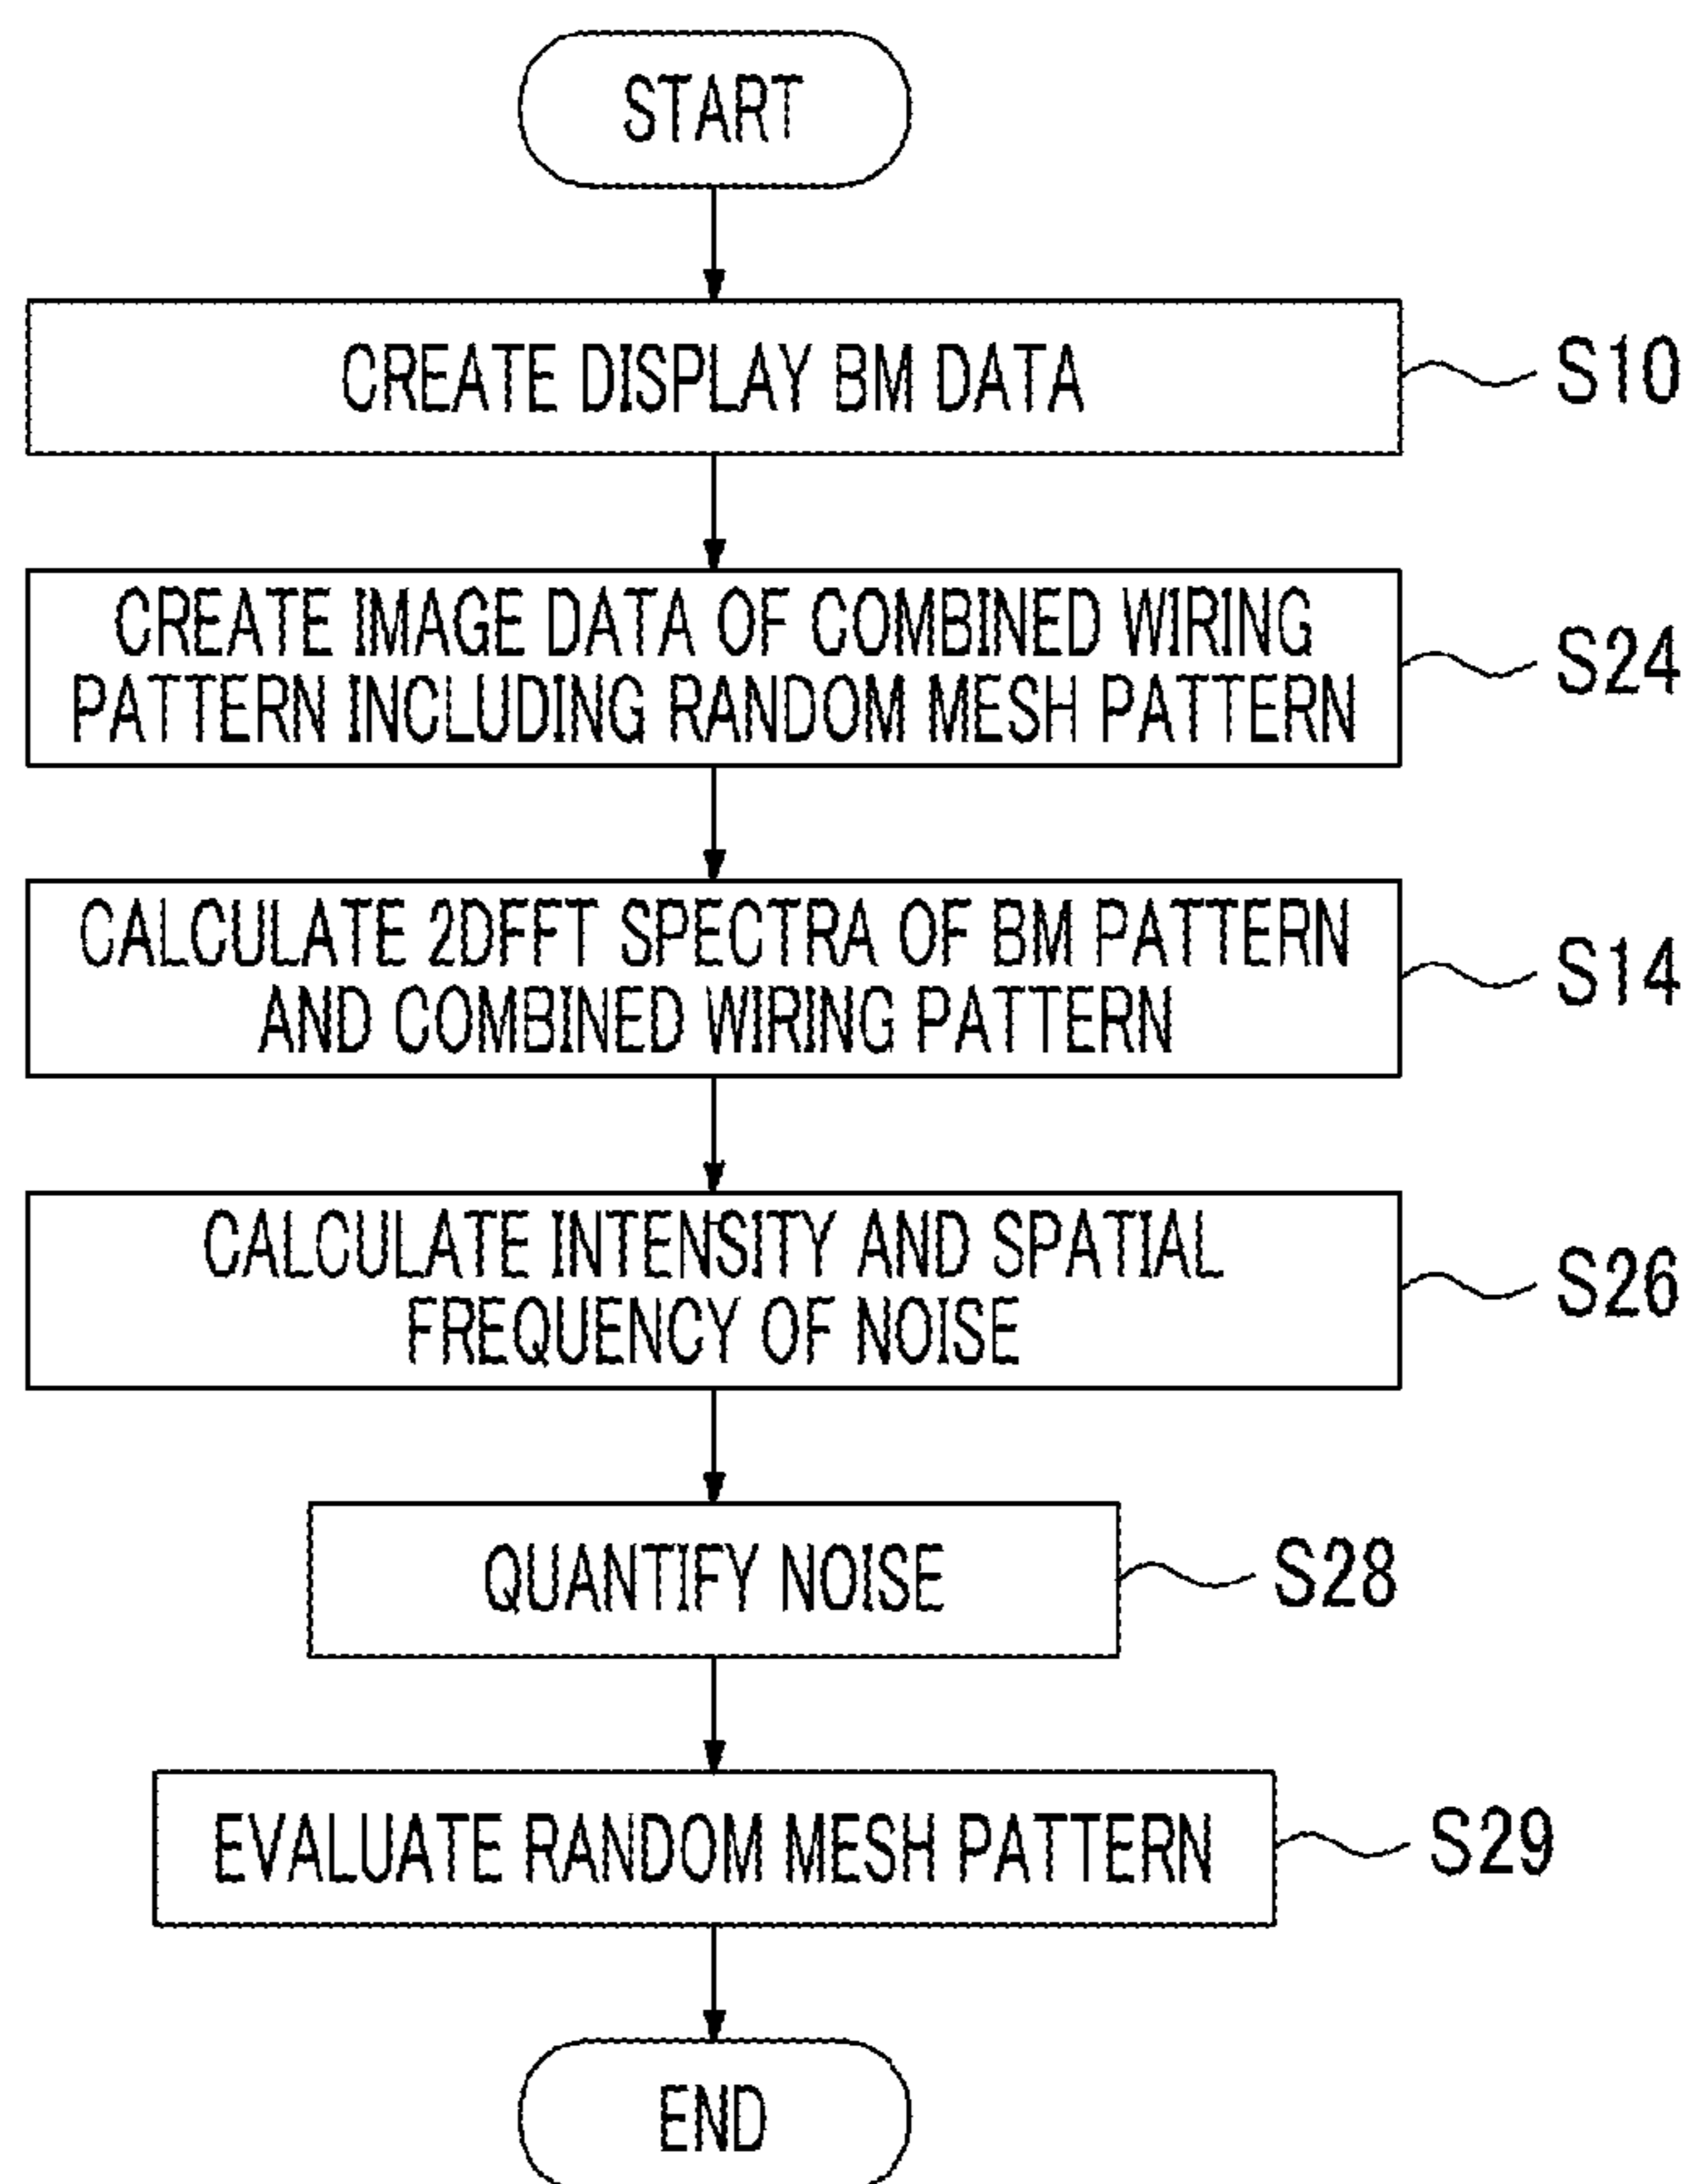 START
CREATE DISPLAY BM DATA
S10
CREATE IMAGE DATA OF COMBINED WIRING
PATTERN INCLUDING RANDOM MESH PATTERN
S24
CALCULATE 2DFFT SPECTRA OF BM PATTERN
AND COMBINED WIRING PATTERN
S14
CALCULATE INTENSITY AND SPATIAL
FREQUENCY OF NOISE
S26
QUANTIFY NOISE
S28
EVALUATE RANDOM MESH PATTERN
S29
END